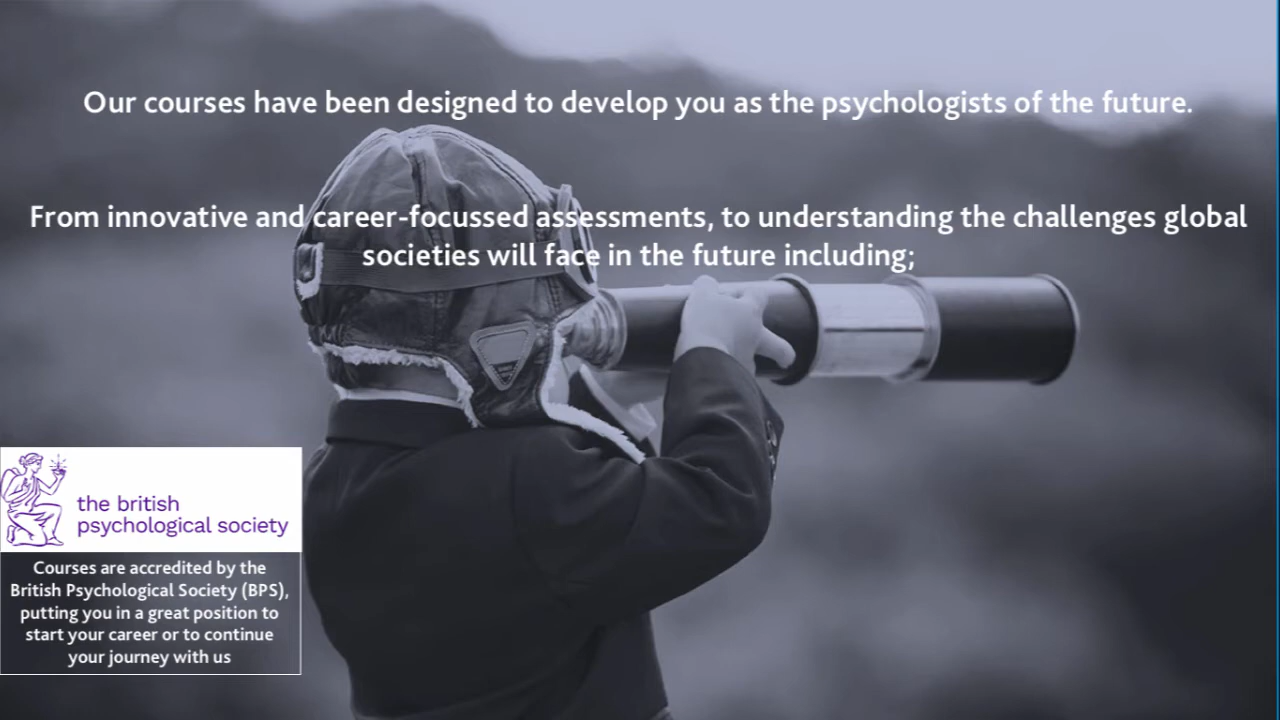 Our courses have been designed to develop you as the psychologists of the future.
From innovative and career-focussed assessments, to understanding the challenges global
societies will face in the future including;
the british
psychological society
Courses are accredited by the
British Psychological Society (BPS),
putting you in a great position to
start your career or to continue
your journey with us